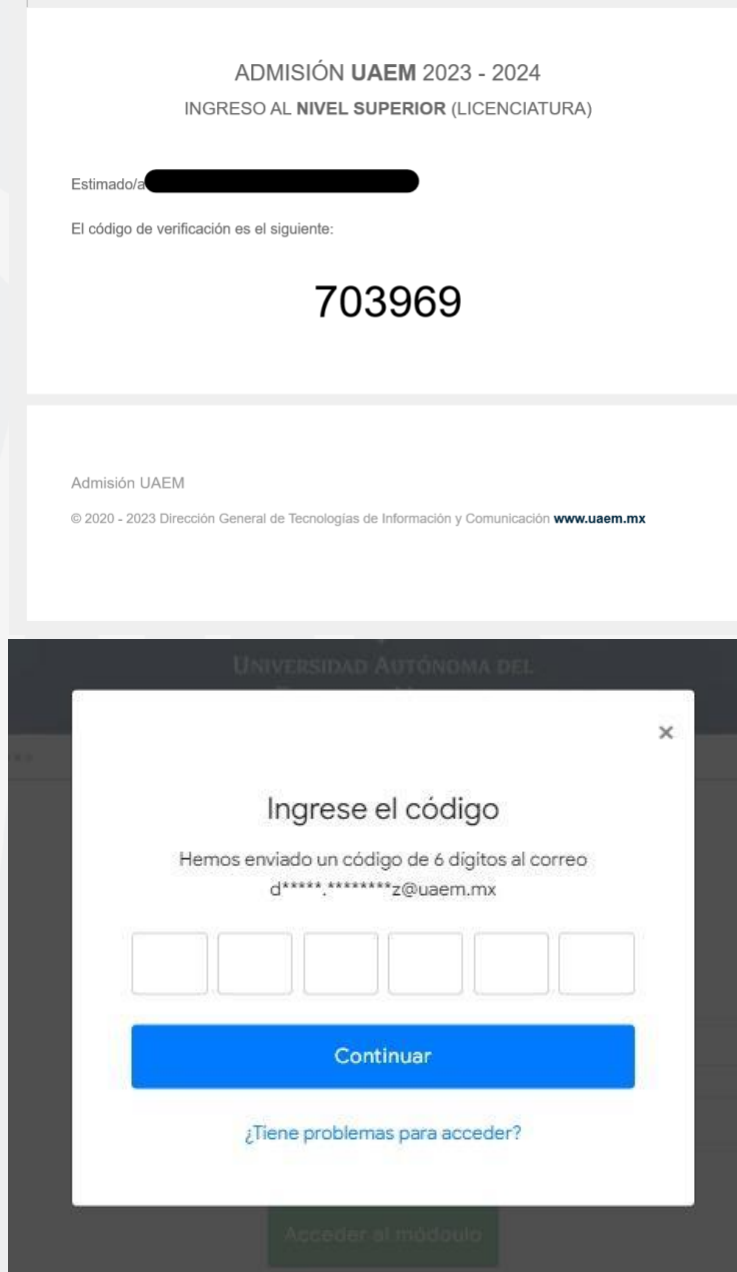 ADMISIÓN UAEM 2023 - 2024
INGRESO AL NIVEL SUPERIOR (LICENCIATURA)
Estimado/a
El código de verificación es el siguiente:
703969
Admisión UAEM
© 2020 - 2023 Dirección General de Tecnologías de Información y Comunicación www.uaem.mx
UNIVERSIDAD AUTÓNOMA DEL
×
Ingrese el código
Hemos enviado un código de 6 digitos al correo
d*****.********z@uaem.mx
Continuar
¿Tiene problemas para acceder?
Acceder al módoulo